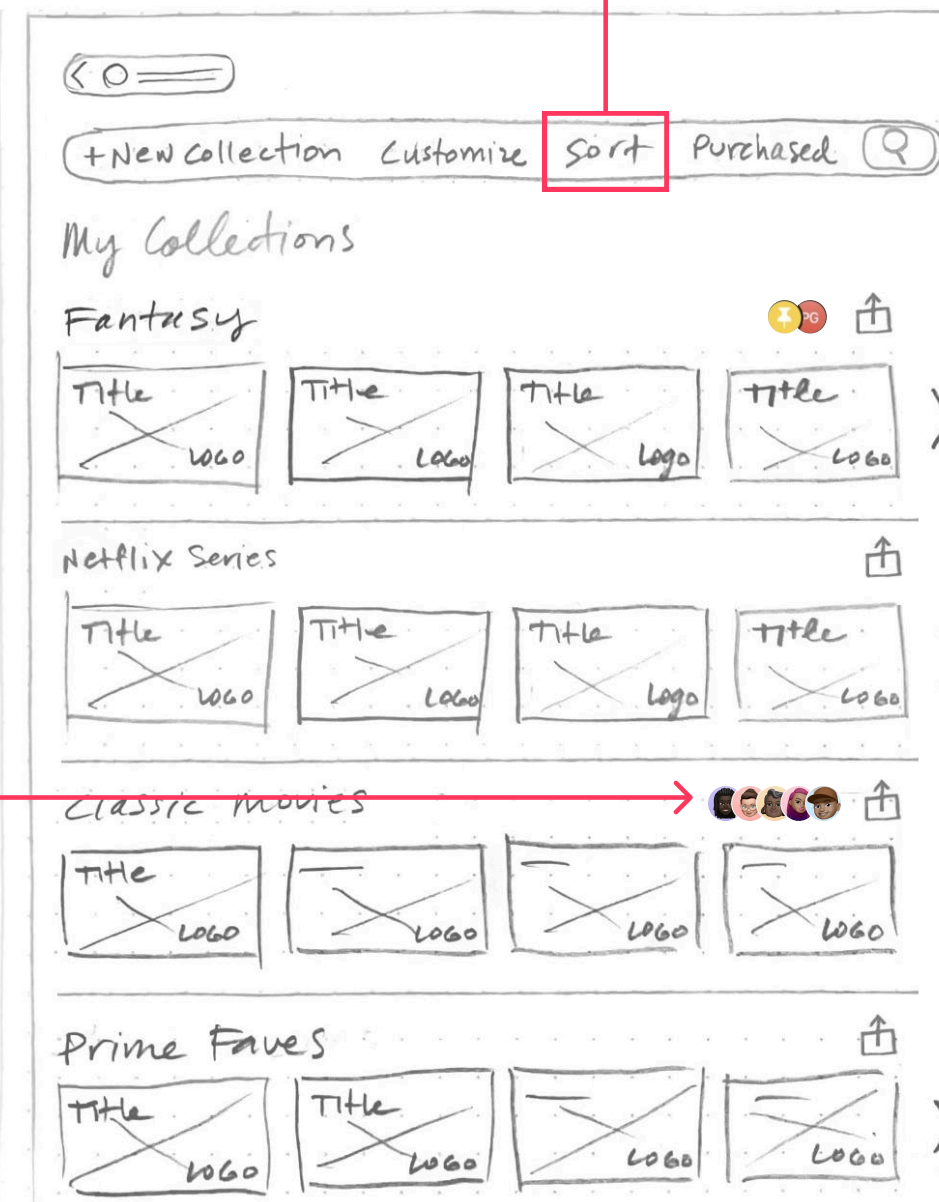 +New Collection Customize Sort Purchased
My Collections
Fantasy
PG
Title Title Title Title
LOGO LOGO Logo LOGO
Netflix Series
Title Title Title Title
LOGO LOGO Logo LOGO
Classic Movies
Title
LOGO LOGO LOGO LOGO
Prime Faves
Title Title
LOGO LOGO LOGO LOGO